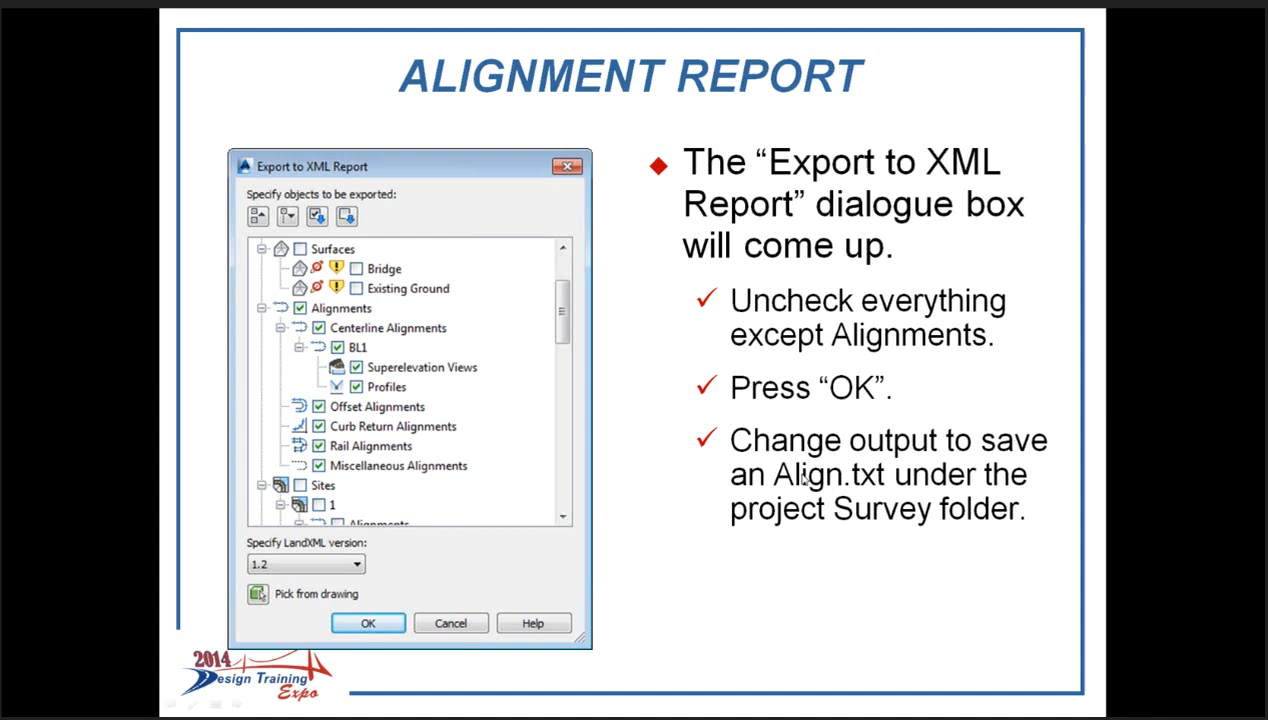 ALIGNMENT REPORT
Export to XML Report
Specify objects to be exported:
Surfaces
Bridge
Existing Ground
Alignments
Centerline Alignments
BL1
Superelevation Views
Profiles
Offset Alignments
Curb Return Alignments
Rail Alignments
Miscellaneous Alignments
Sites
1
Alignments
Specify LandXML version:
1.2
Pick from drawing
OK
Cancel
Help
The “Export to XML
Report” dialogue box
will come up.
Uncheck everything
except Alignments.
Press “OK”.
Change output to save
an Align.txt under the
project Survey folder.
2014
Design Training
Expo